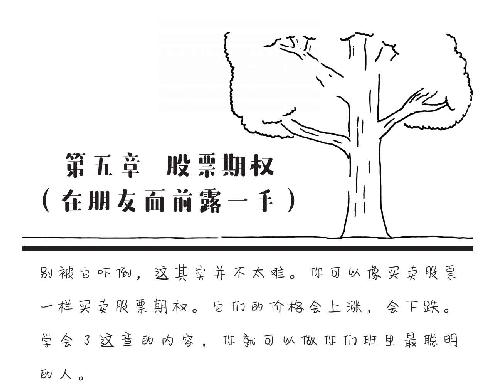 第五章 股票期权
（在朋友面前露一手）
别被它吓倒，这其实并不太难。你可以像买卖股票
一样买卖股票期权。它们的价格会上涨，会下跌。
学会了这章的内容，你就可以做你们班里最聪明
的人。